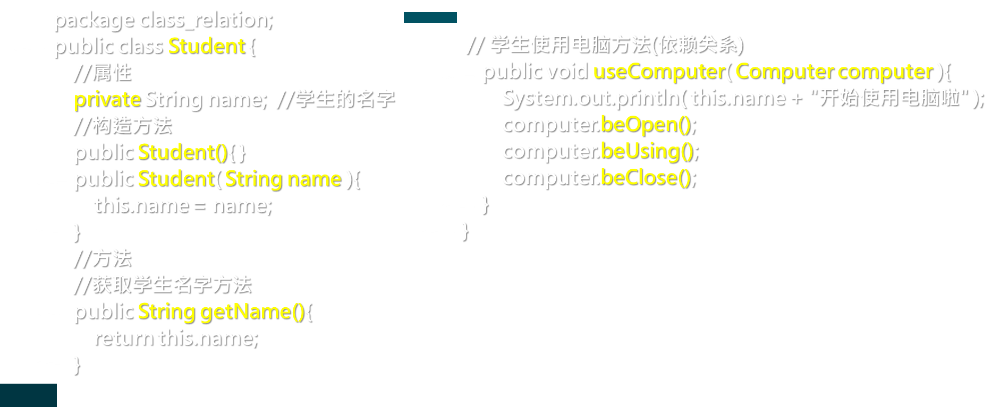 package class_relation;
public class Student {
//属性
private String name; //学生的名字
//构造方法
public Student(){ }
public Student( String name ){
this.name = name;
}
//方法
//获取学生名字方法
public String getName(){
return this.name;
}
// 学生使用电脑方法(依赖关系)
public void useComputer( Computer computer ){
System.out.println( this.name + "开始使用电脑啦" );
computer.beOpen();
computer.beUsing();
computer.beClose();
}
}